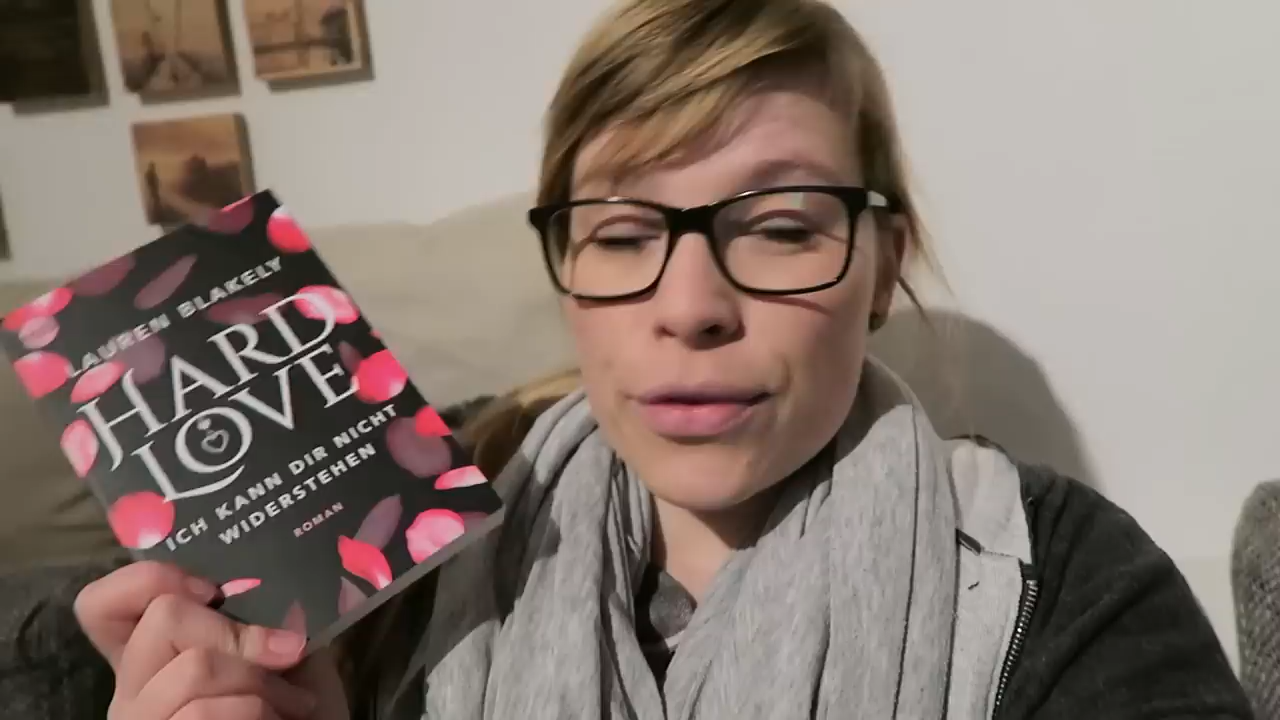 LAUREN BLAKELY
HARD
LOVE
ICH KANN DIR NICHT
WIDERSTEHEN
ROMAN